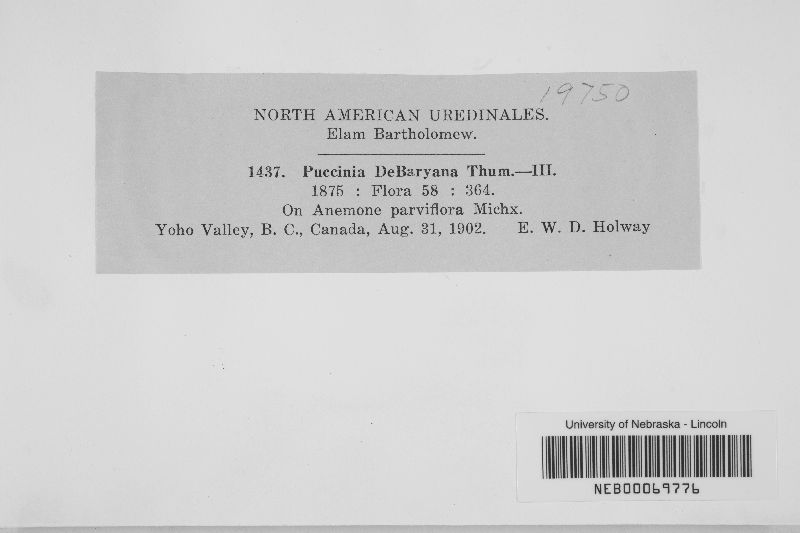 19750
NORTH AMERICAN UREDINALES.
Elam Bartholomew.
1437. Puccinia DeBaryana Thum.—III.
1875 : Flora 58 : 364.
On Anemone parviflora Michx.
Yoho Valley, B. C., Canada, Aug. 31, 1902. E. W. D. Holway
University of Nebraska - Lincoln
NEB00069776